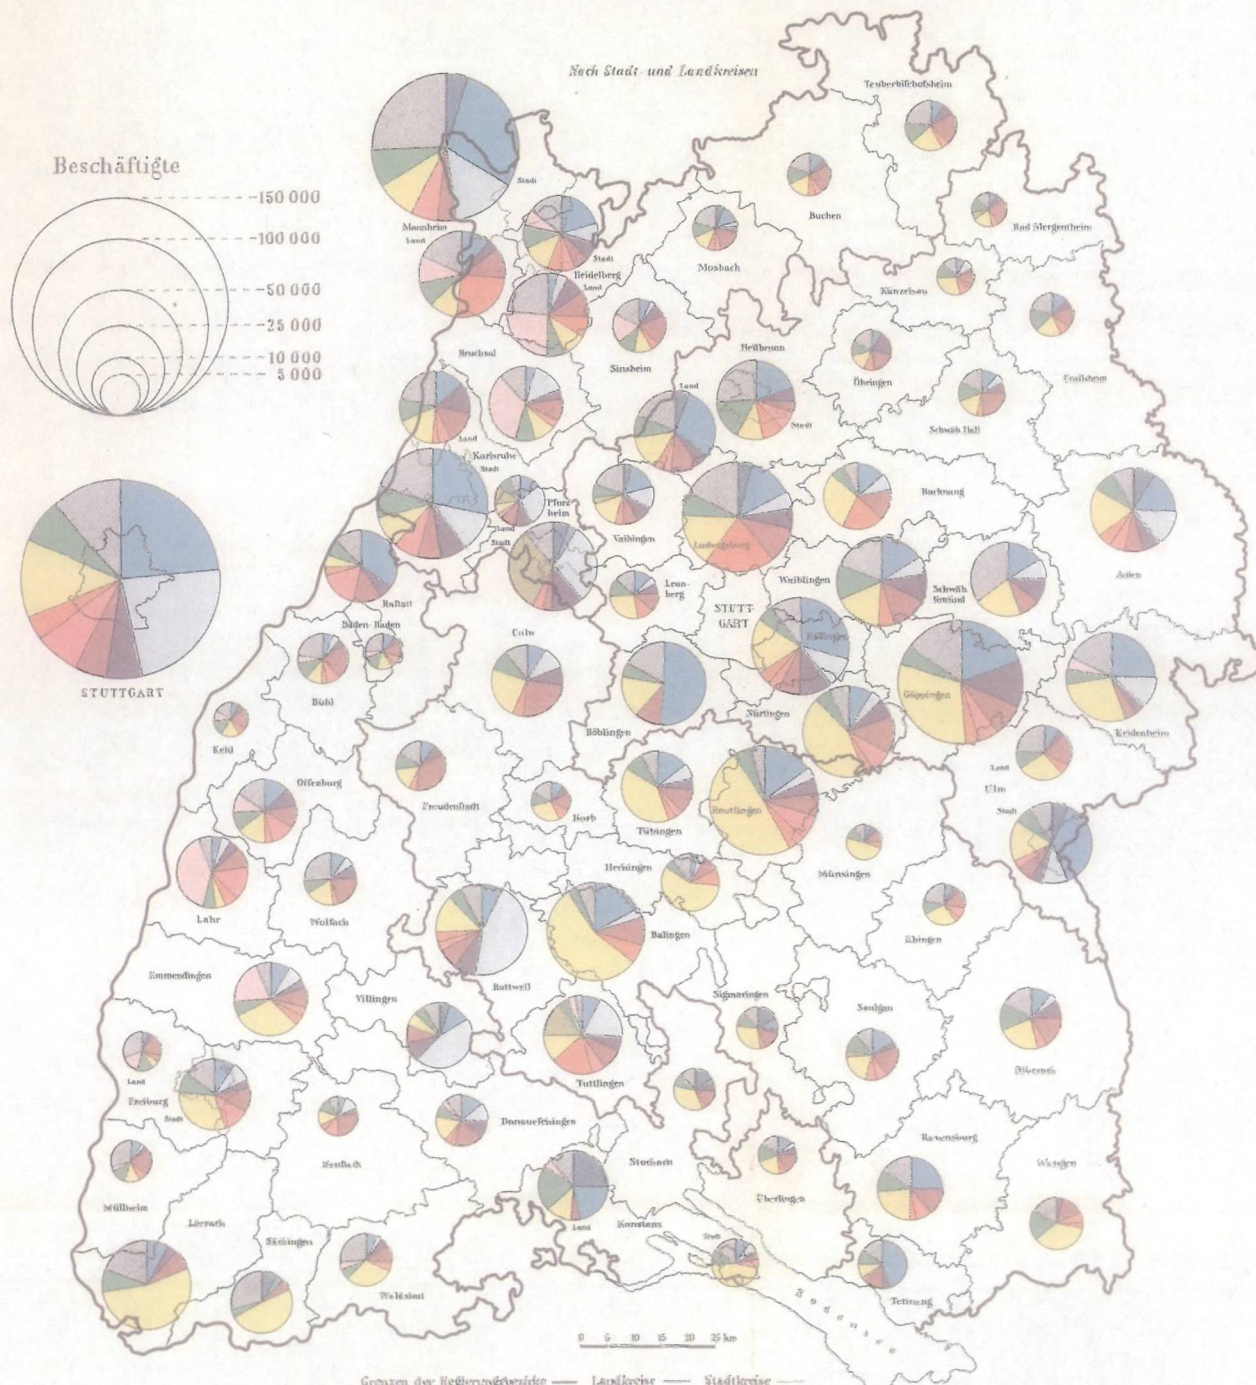 Nach Stadt- und Landkreisen
Tauberbischofsheim
Beschäftigte
150 000
100 000
50 000
25 000
10 000
5 000
Stadt
Mannheim
Land
Buchen
Bad Mergentheim
Mosbach
Stadt
Heidelberg
Land
Künzelsau
Bruchsal
Sinsheim
Heilbronn
Öhringen
Crailsheim
Land
Stadt
Schwäb. Hall
Land
Karlsruhe
Stadt
Pforz-
heim
Land
Stadt
Vaihingen
Ludwigsburg
Backnang
Aalen
Rastatt
Leon-
berg
Waiblingen
Schwäb.
Gmünd
STUTT-
GART
Eßlingen
Baden-Baden
STUTTGART
Bühl
Calw
Böblingen
Nürtingen
Göppingen
Heidenheim
Kehl
Offenburg
Freudenstadt
Horb
Tübingen
Reutlingen
Land
Ulm
Stadt
Münsingen
Hechingen
Lahr
Wolfach
Balingen
Ehingen
Rottweil
Emmendingen
Villingen
Sigmaringen
Saulgau
Biberach
Tuttlingen
Land
Freiburg
Stadt
Donaueschingen
Neustadt
Stockach
Ravensburg
Wangen
Müllheim
Lörrach
Säckingen
Überlingen
Land
Konstanz
Stadt
Waldshut
Tettnang
Bodensee
0 5 10 15 20 25 km
Grenzen der Regierungsbezirke Landkreise Stadtkreise